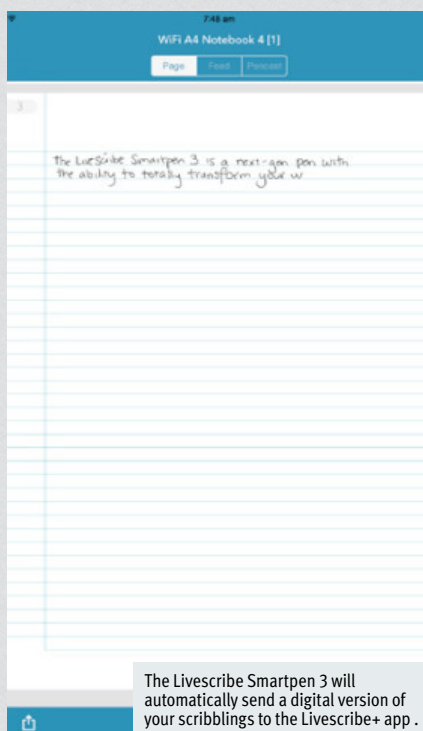 7:48 am
WiFi A4 Notebook 4 [1]
Page Feed Pencast
3
The Livescribe Smartpen 3 is a next-gen pen with
the ability to totally transform your w
The Livescribe Smartpen 3 will
automatically send a digital version of
your scribblings to the Livescribe+ app .